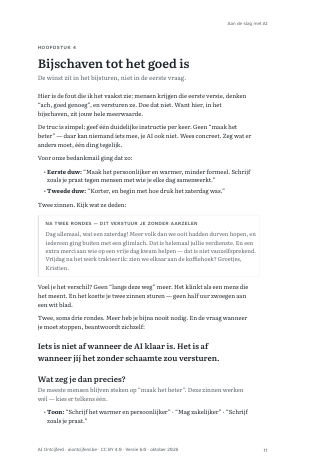 Aan de slag met AI
HOOFDSTUK 6
Bijschaven tot het goed is
De winst zit in het bijsturen, niet in de eerste vraag.
Hier is de fout die ik het vaakst zie: mensen krijgen die eerste versie, denken
"ach, goed genoeg", en versturen ze. Doe dat niet. Want hier, in het
bijschaven, zit jouw hele meerwaarde.
De truc is simpel: geef één duidelijke instructie per keer. Geen "maak het
beter" — daar kan niemand iets mee, je AI ook niet. Wees concreet. Zeg wat er
anders moet, één ding tegelijk.
Voor onze bedankmail ging dat zo:
• Eerste duw: "Maak het persoonlijker en warmer, minder formeel. Schrijf
zoals je praat tegen mensen met wie je elke dag samenwerkt."
• Tweede duw: "Korter, en begin met hoe druk het zaterdag was."
Twee zinnen. Kijk wat ze deden:
NA TWEE RONDES — DIT VERSTUUR JE ZONDER AARZELEN
Dag allemaal, wat een zaterdag! Meer volk dan we ooit hadden durven hopen, en
iedereen ging buiten met een glimlach. Dat is helemaal jullie verdienste. En een
extra merci aan wie op een vrije dag kwam helpen — dat is niet vanzelfsprekend.
Vrijdag na het werk trakteer ik: zien we elkaar aan de koffiehoek? Groetjes,
Kristien.
Voel je het verschil? Geen "langs deze weg" meer. Het klinkt als een mens die
het meent. En het kostte je twee zinnen sturen — geen half uur zwoegen aan
een wit blad.
Twee, soms drie rondes. Meer heb je bijna nooit nodig. En de vraag wanneer
je moet stoppen, beantwoordt zichzelf:
Iets is niet af wanneer de AI klaar is. Het is af
wanneer jij het zonder schaamte zou versturen.
Wat zeg je dan precies?
De meeste mensen blijven steken op "maak het beter". Deze zinnen werken
wél — kies er telkens één.
• Toon: "Schrijf het warmer en persoonlijker" · "Mag zakelijker" · "Schrijf
zoals je praat."
AI Ontcijferd · aiontcijferd.be · CC BY 4.0 · Versie 6.0 · oktober 2026
11